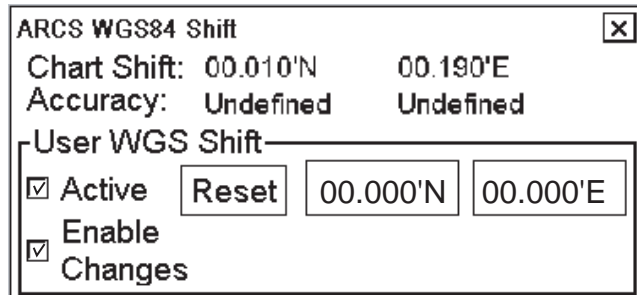 ARCS WGS84 Shift
Chart Shift: 00.010'N 00.190'E
Accuracy: Undefined Undefined
User WGS Shift
Active Reset 00.000'N 00.000'E
Enable
Changes